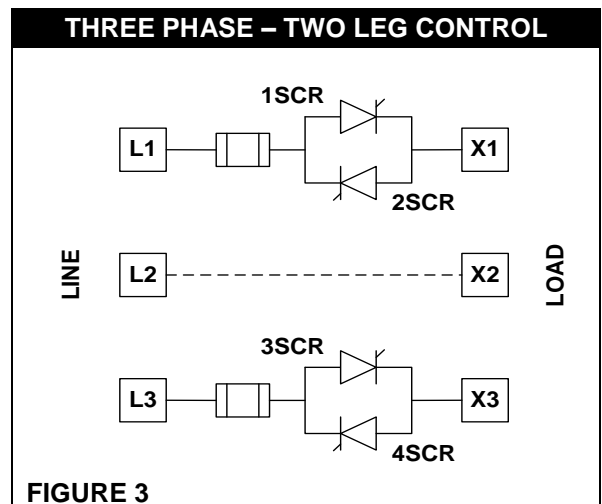 THREE PHASE – TWO LEG CONTROL
1SCR
L1
X1
2SCR
LINE
L2
X2
LOAD
3SCR
L3
X3
4SCR
FIGURE 3